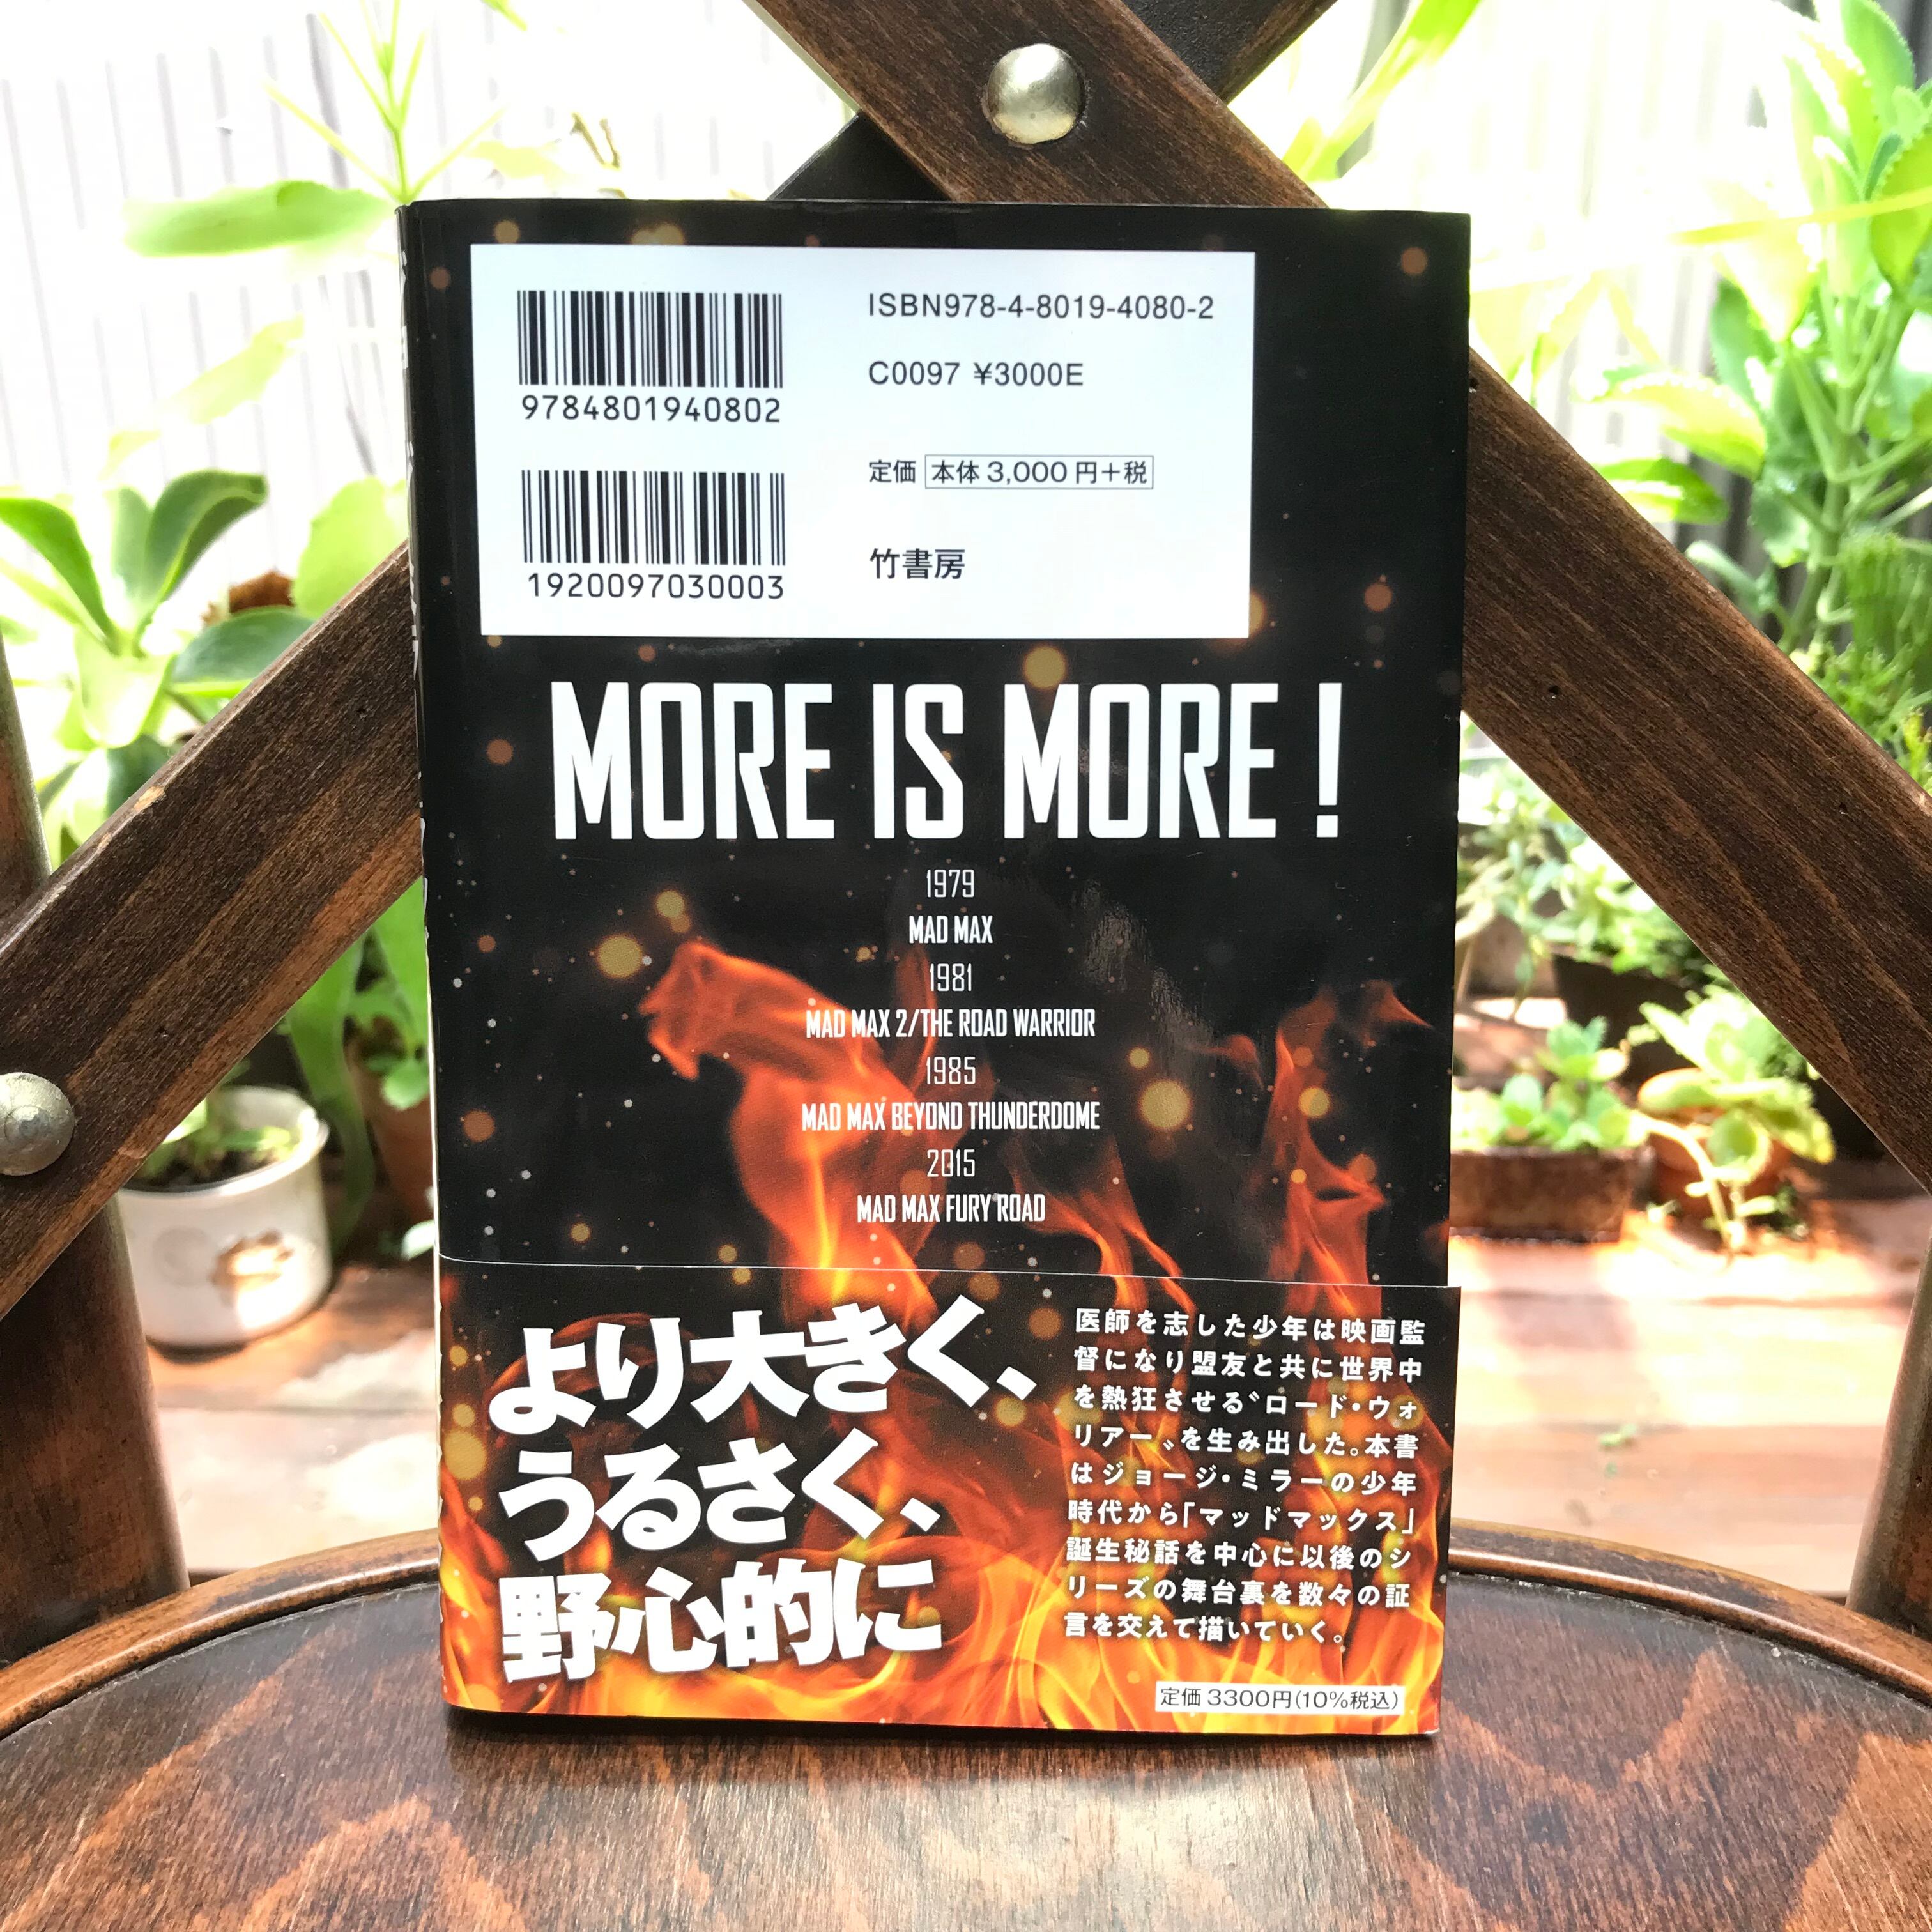 ISBN978-4-8019-4080-2
C0097 ¥3000E
9784801940802
定価 本体 3,000 円+税
1920097030003
竹書房
MORE IS MORE !
1979
MAD MAX
1981
MAD MAX 2/THE ROAD WARRIOR
1985
MAD MAX BEYOND THUNDERDOME
2015
MAD MAX FURY ROAD
より大きく、
うるさく、
野心的に
医師を志した少年は映画監
督になり盟友と共に世界中
を熱狂させる〝ロード・ウォ
リアー〟を生み出した。本書
はジョージ・ミラーの少年
時代から「マッドマックス」
誕生秘話を中心に以後のシ
リーズの舞台裏を数々の証
言を交えて描いていく。
定価 3300円(10%税込)